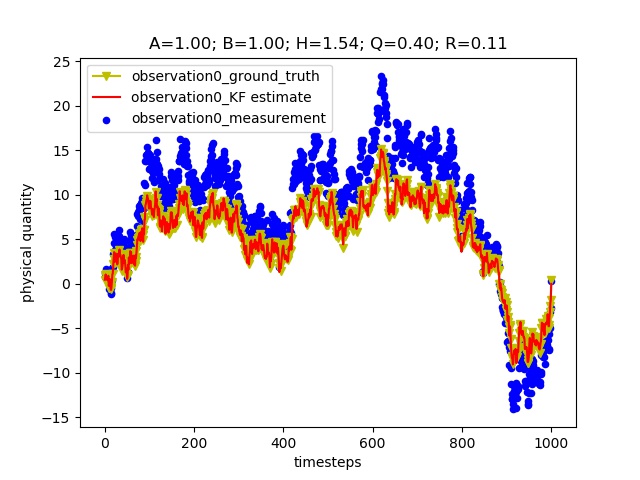 A=1.00; B=1.00; H=1.54; Q=0.40; R=0.11
observation0_ground_truth
observation0_KF estimate
observation0_measurement
physical quantity
25
20
15
10
5
0
−5
−10
−15
0 200 400 600 800 1000
timesteps